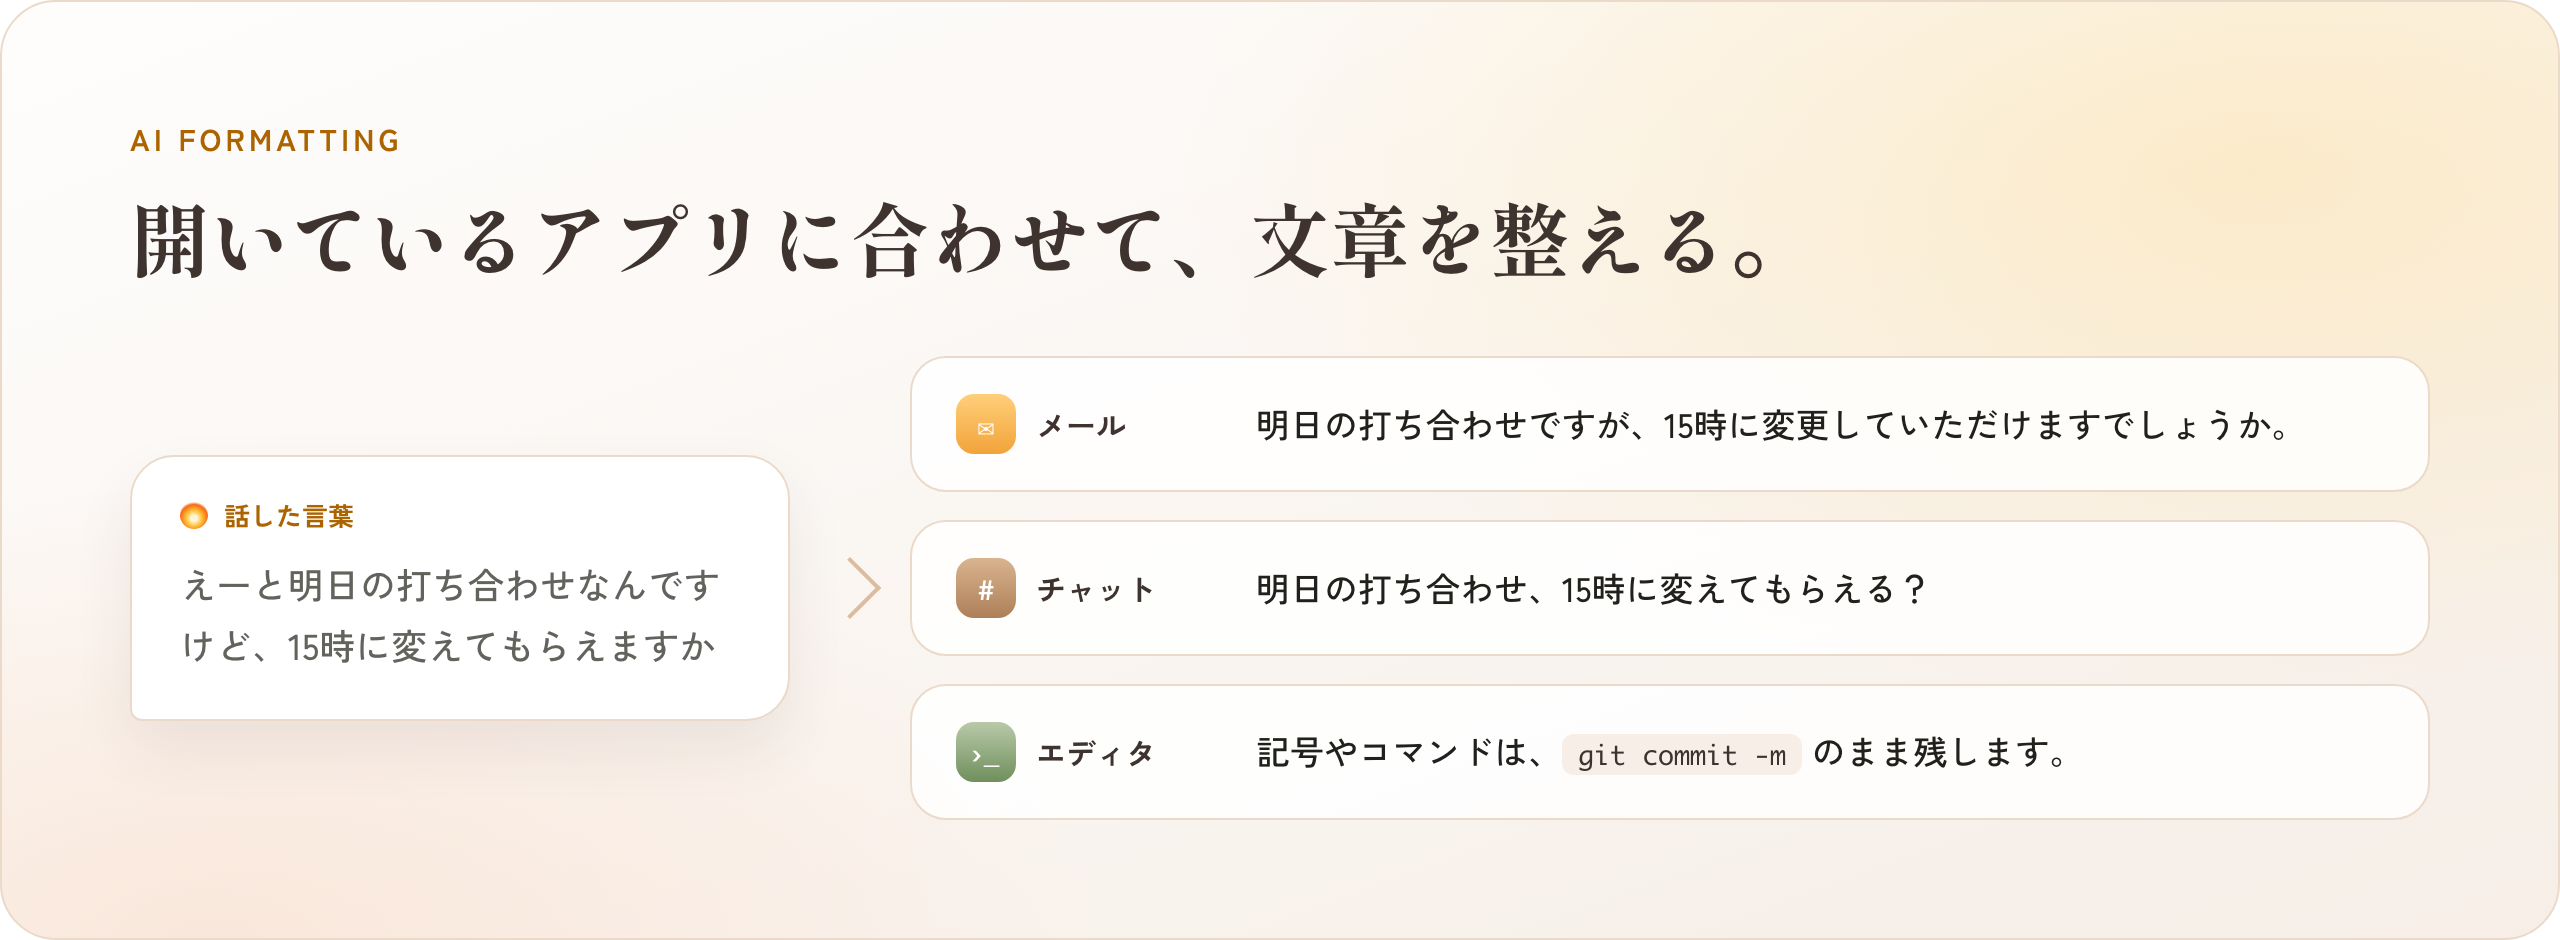 AI FORMATTING
開いているアプリに合わせて、文章を整える。
話した言葉
えーと明日の打ち合わせなんです
けど、15時に変えてもらえますか
✉ メール 明日の打ち合わせですが、15時に変更していただけますでしょうか。
# チャット 明日の打ち合わせ、15時に変えてもらえる？
›_ エディタ 記号やコマンドは、 git commit -m のまま残します。